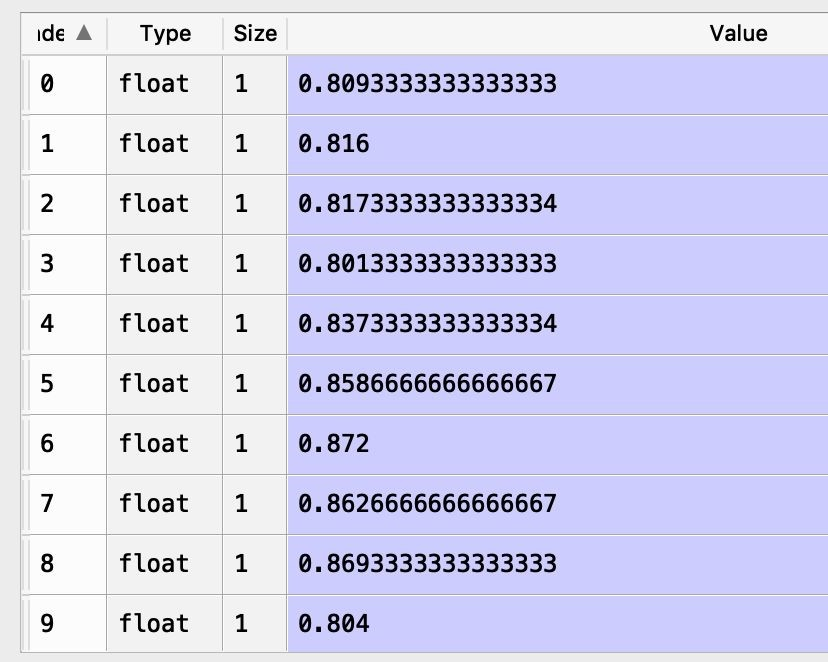 nde ▲ Type Size Value
0 float 1 0.8093333333333333
1 float 1 0.816
2 float 1 0.8173333333333334
3 float 1 0.8013333333333333
4 float 1 0.8373333333333334
5 float 1 0.8586666666666667
6 float 1 0.872
7 float 1 0.8626666666666667
8 float 1 0.8693333333333333
9 float 1 0.804